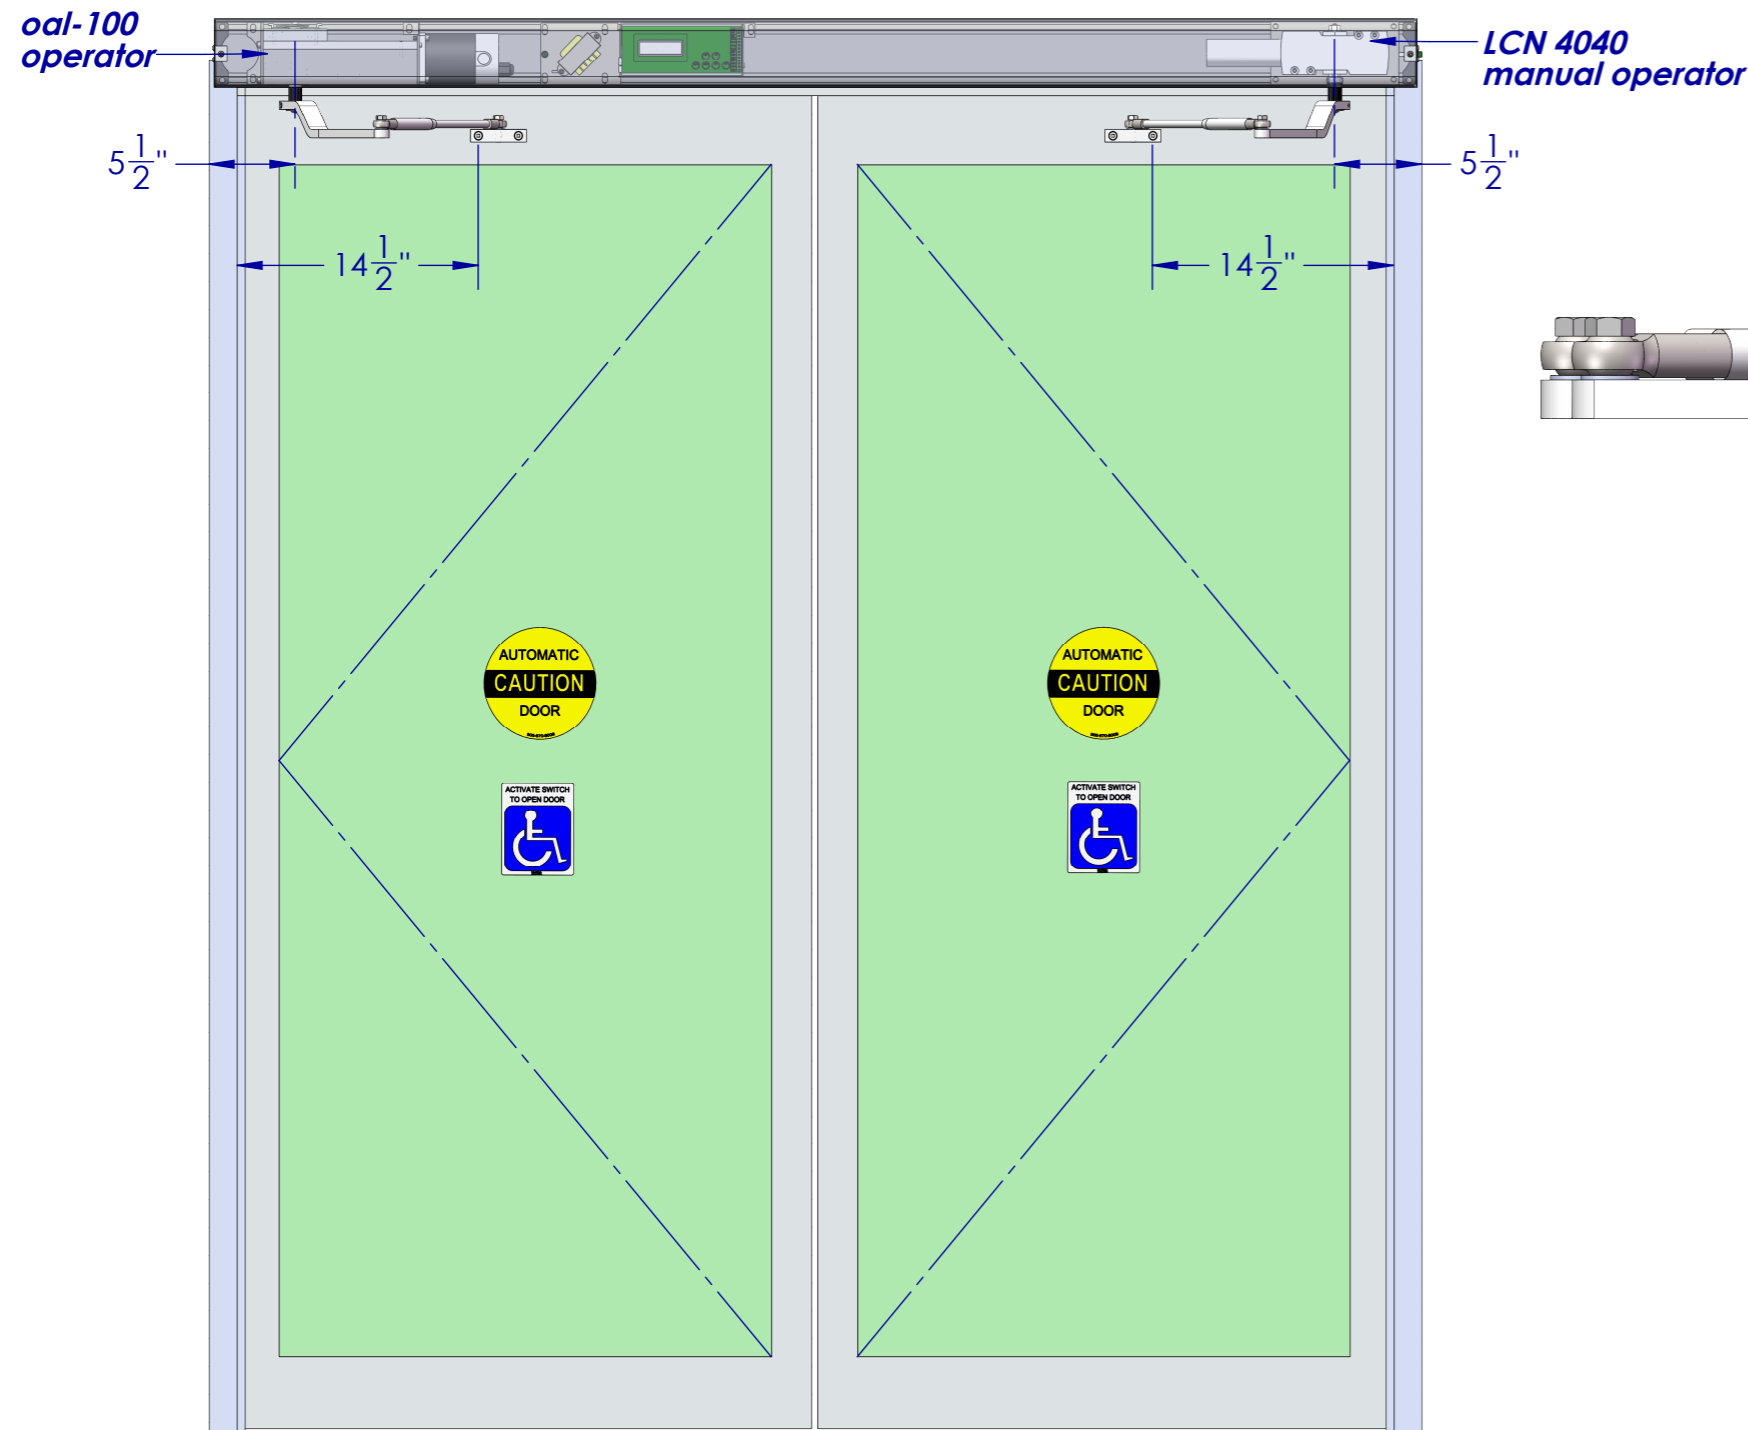 oal-100
operator
LCN 4040
manual operator
5 1/2"
5 1/2"
14 1/2"
14 1/2"
AUTOMATIC
CAUTION
DOOR
AUTOMATIC
CAUTION
DOOR
ACTIVATE SWITCH
TO OPEN DOOR
ACTIVATE SWITCH
TO OPEN DOOR